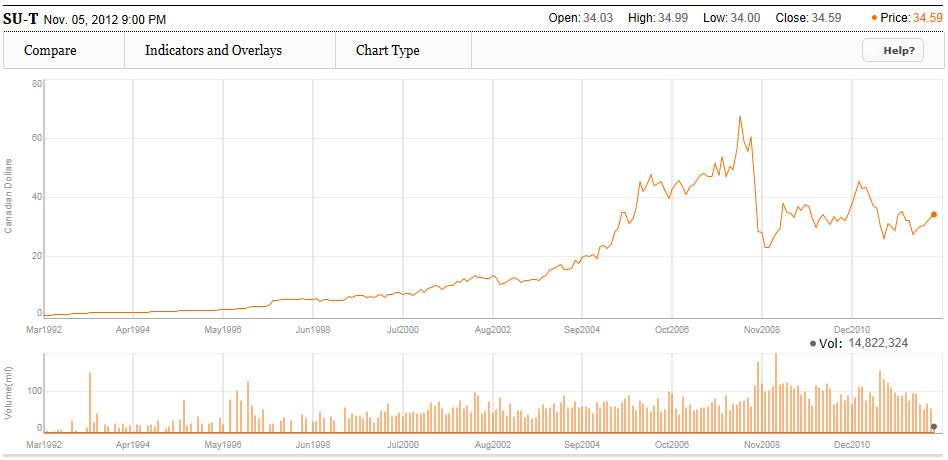 SU-T Nov. 05, 2012 9:00 PM Open: 34.03 High: 34.99 Low: 34.00 Close: 34.59 Price: 34.59
Compare Indicators and Overlays Chart Type Help?
80
60
40
20
0
Canadian Dollars
Mar1992 Apr1994 May1996 Jun1998 Jul2000 Aug2002 Sep2004 Oct2006 Nov2008 Dec2010
Vol: 14,822,324
100
0
Volume(mil)
Mar1992 Apr1994 May1996 Jun1998 Jul2000 Aug2002 Sep2004 Oct2006 Nov2008 Dec2010